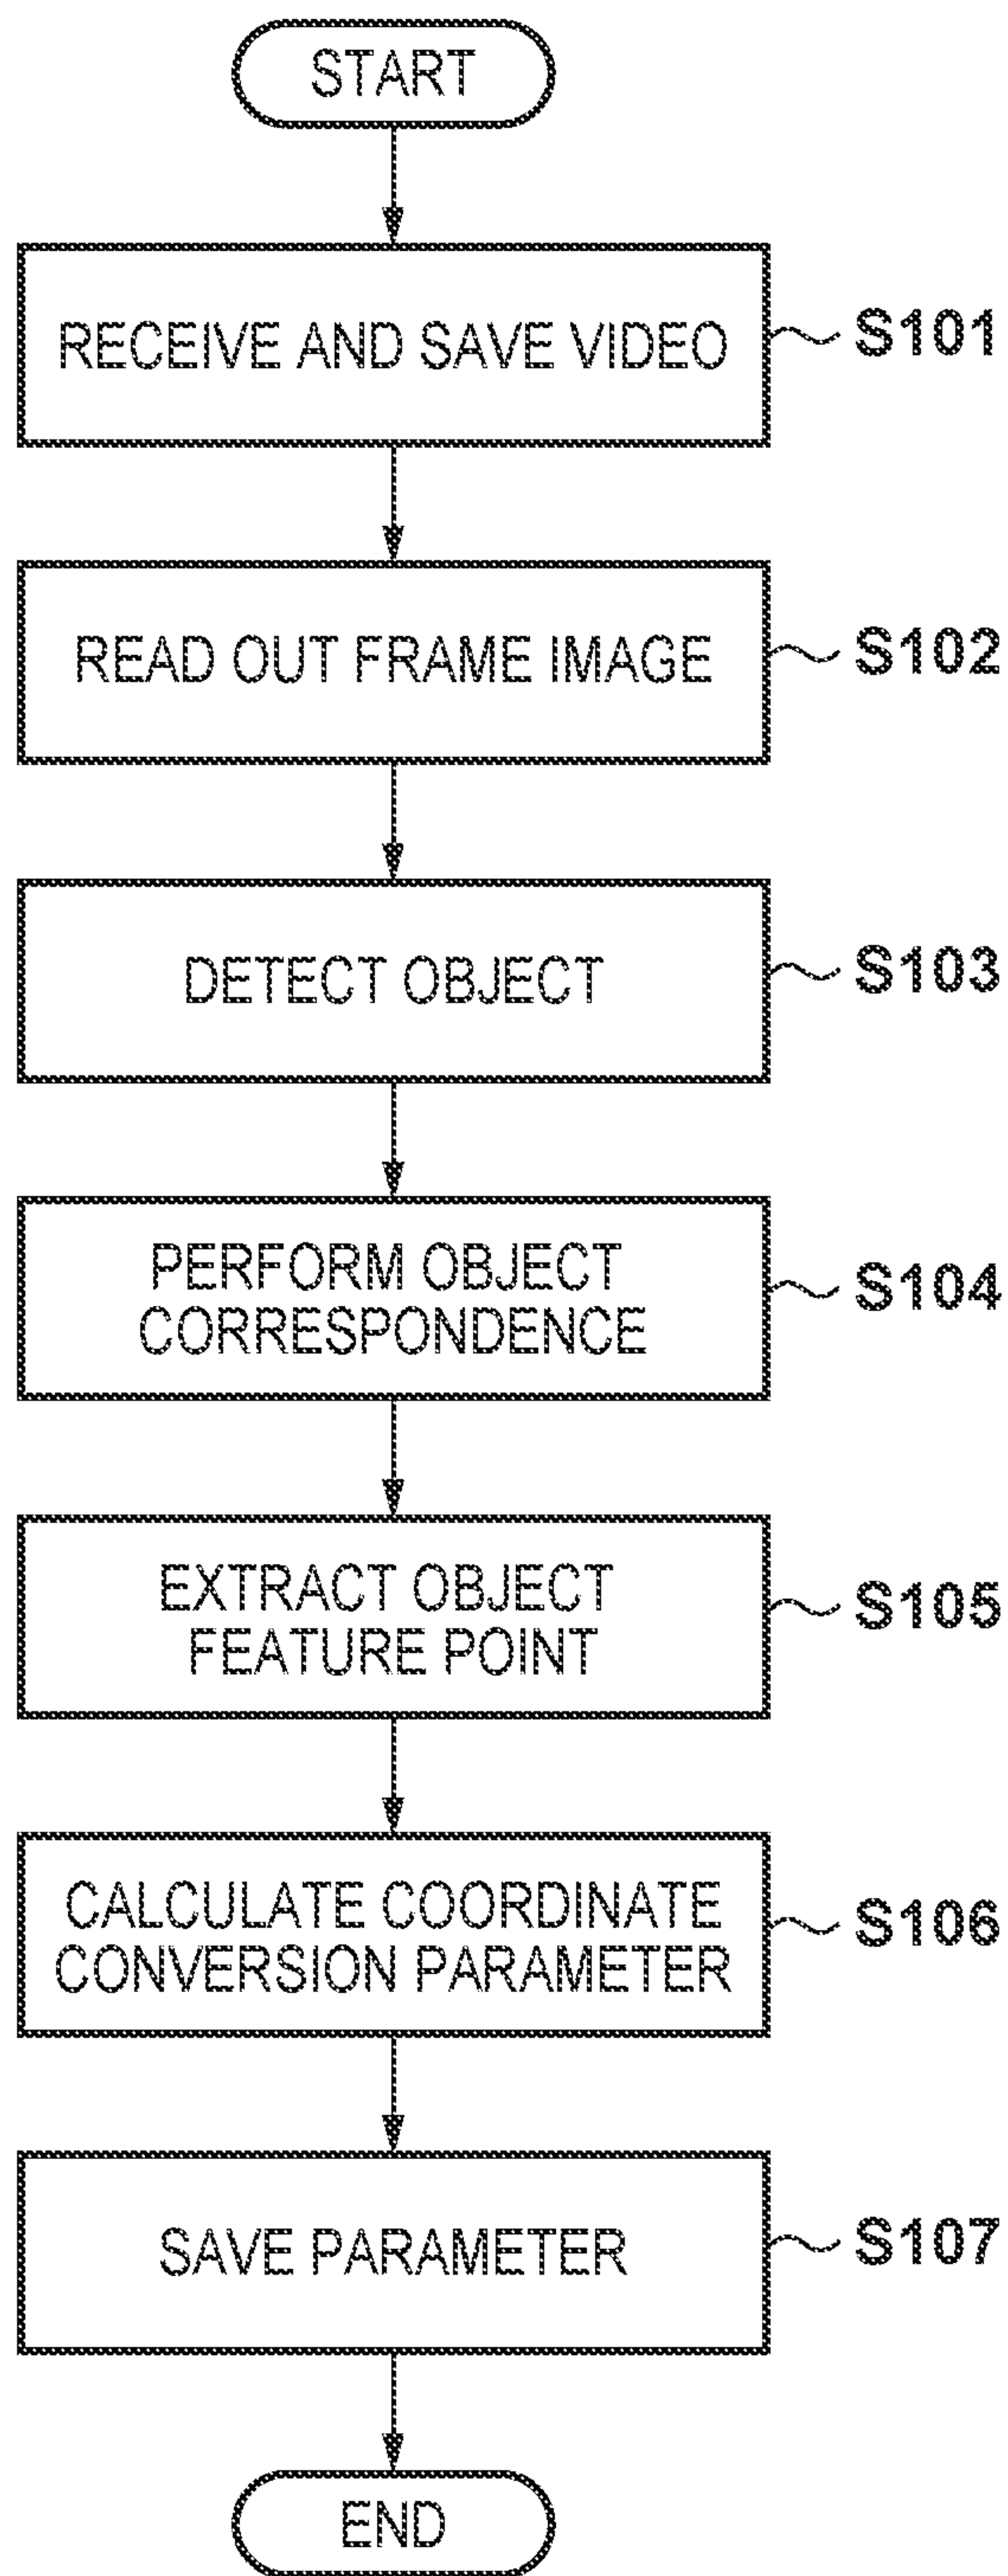 START
RECEIVE AND SAVE VIDEO
S101
READ OUT FRAME IMAGE
S102
DETECT OBJECT
S103
PERFORM OBJECT
CORRESPONDENCE
S104
EXTRACT OBJECT
FEATURE POINT
S105
CALCULATE COORDINATE
CONVERSION PARAMETER
S106
SAVE PARAMETER
S107
END